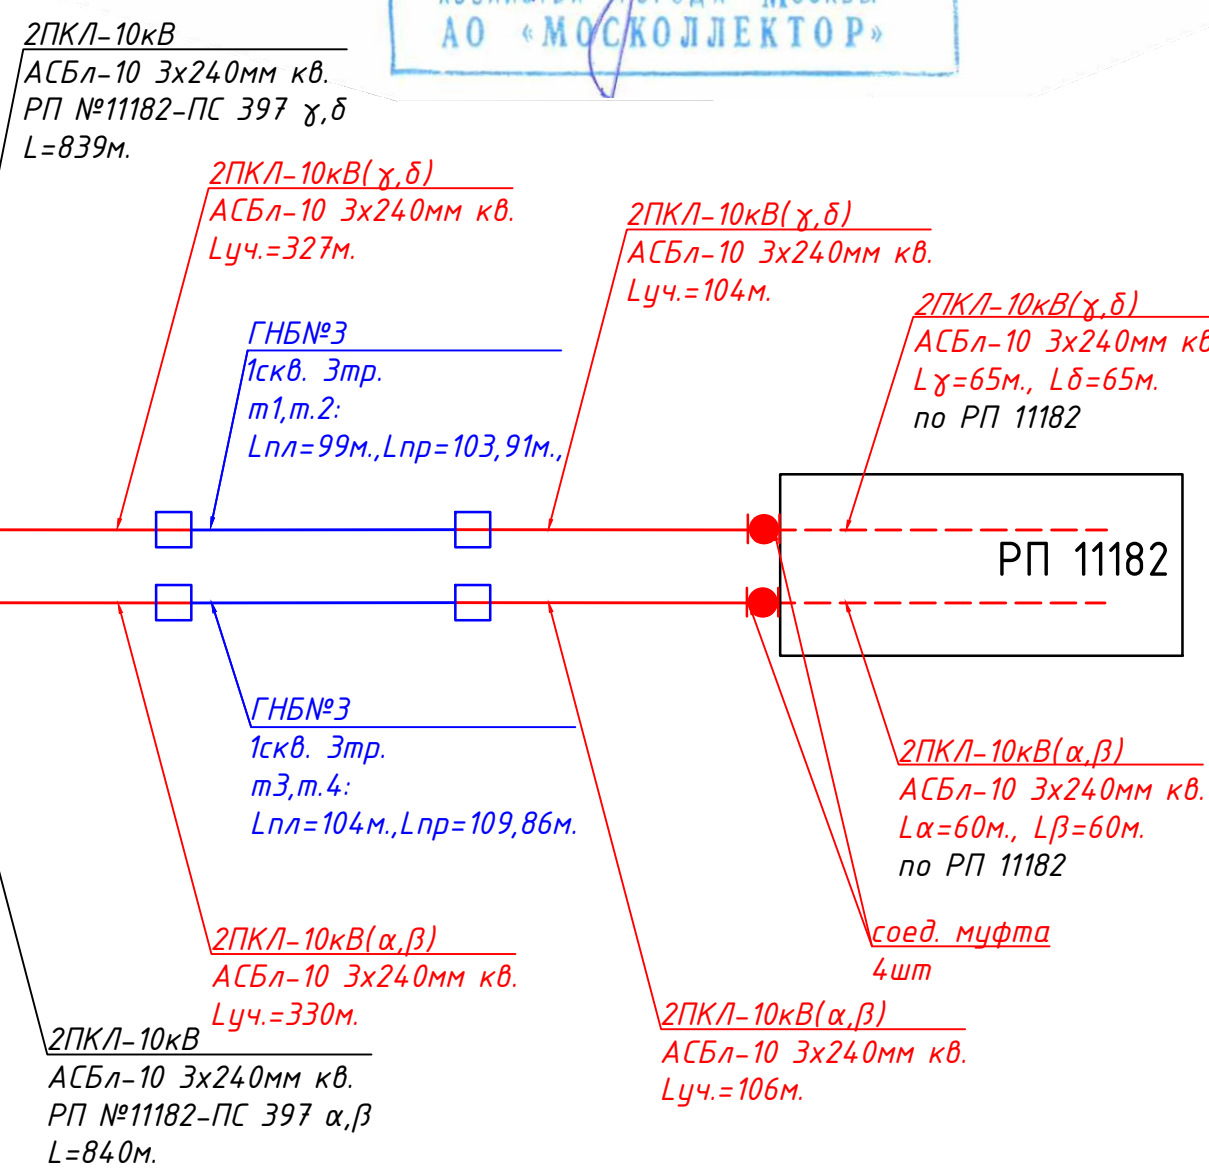 АО «МОСКОЛЛЕКТОР»
2ПКЛ-10кВ
АСБл-10 3х240мм кв.
РП №11182-ПС 397 γ,δ
L=839м.
2ПКЛ-10кВ(γ,δ)
АСБл-10 3х240мм кв.
Lуч.=327м.
2ПКЛ-10кВ(γ,δ)
АСБл-10 3х240мм кв.
Lуч.=104м.
2ПКЛ-10кВ(γ,δ)
АСБл-10 3х240мм кв
Lγ=65м., Lδ=65м.
по РП 11182
ГНБ№3
1скв. 3тр.
т1,т.2:
Lпл=99м.,Lпр=103,91м.,
РП 11182
ГНБ№3
1скв. 3тр.
т3,т.4:
Lпл=104м.,Lпр=109,86м.
2ПКЛ-10кВ(α,β)
АСБл-10 3х240мм кв.
Lα=60м., Lβ=60м.
по РП 11182
соед. муфта
4шт
2ПКЛ-10кВ(α,β)
АСБл-10 3х240мм кв.
Lуч.=330м.
2ПКЛ-10кВ(α,β)
АСБл-10 3х240мм кв.
Lуч.=106м.
2ПКЛ-10кВ
АСБл-10 3х240мм кв.
РП №11182-ПС 397 α,β
L=840м.